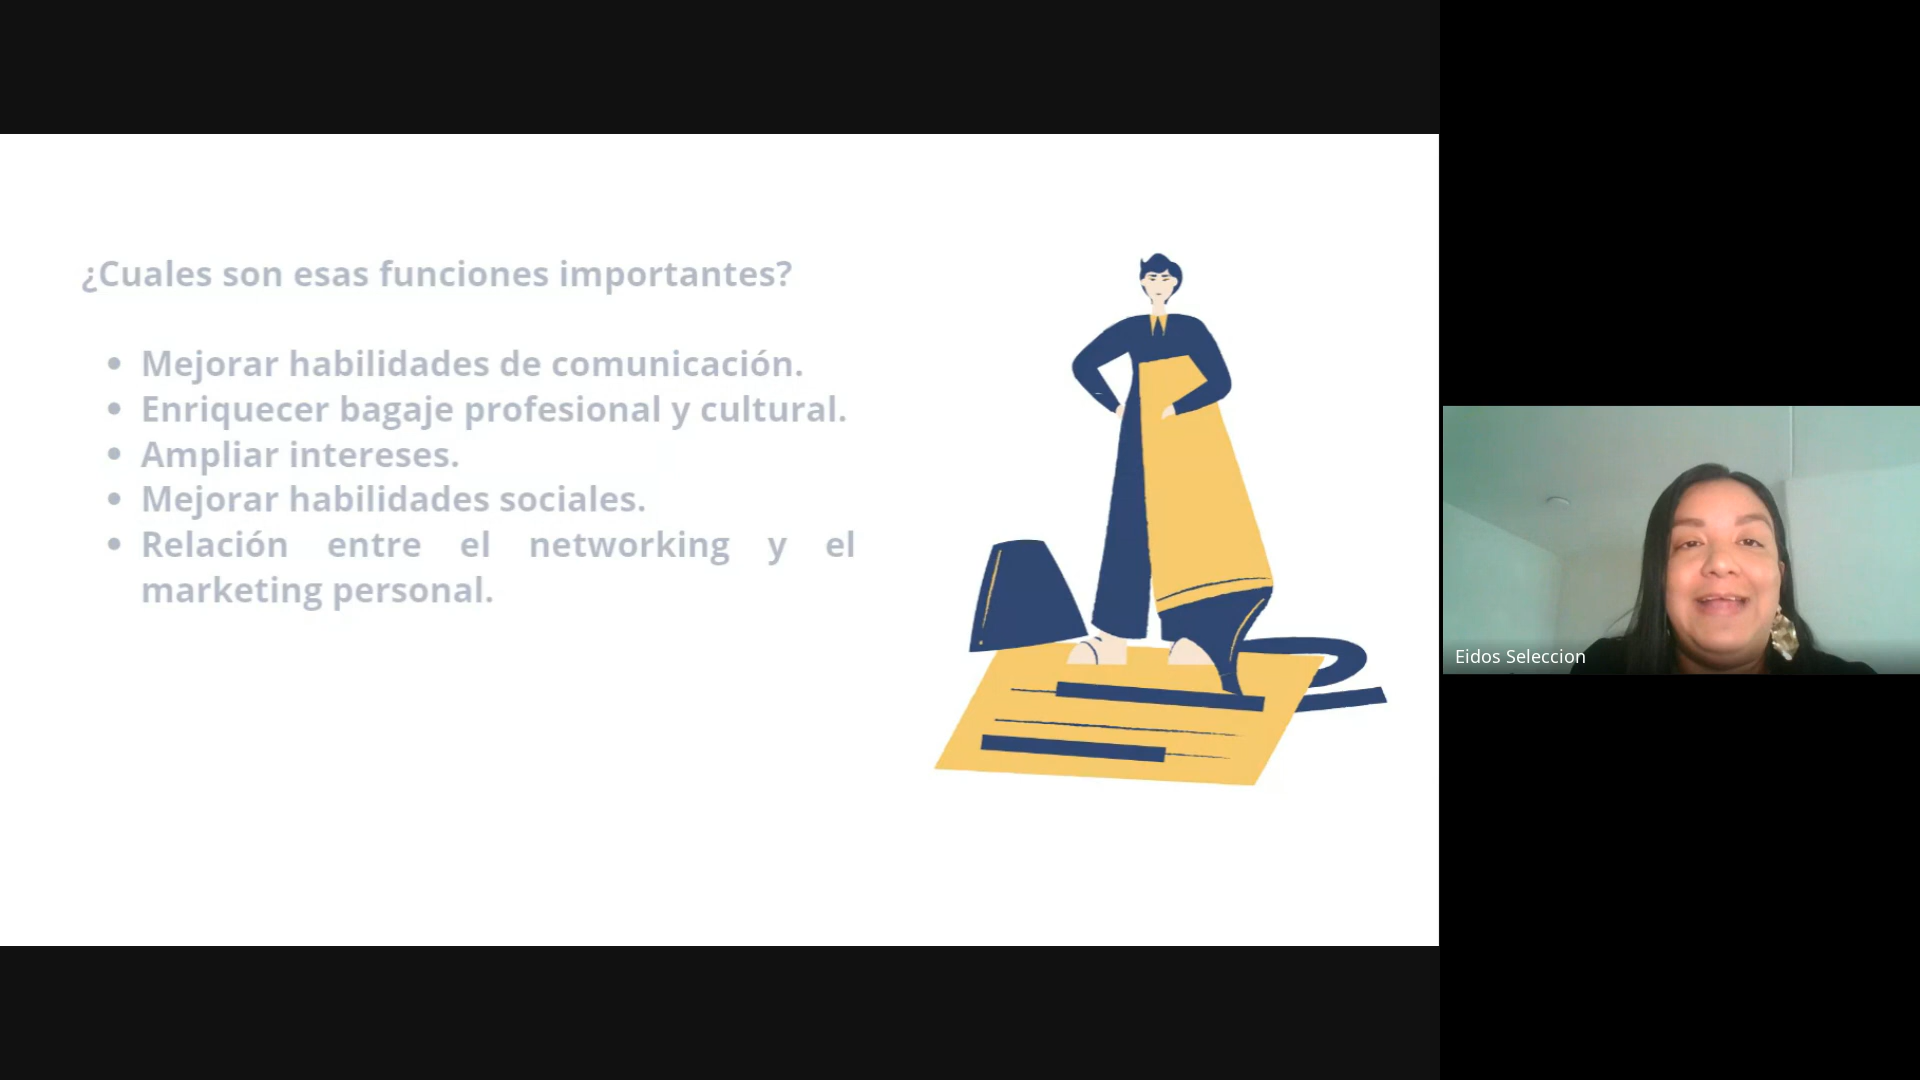 ¿Cuales son esas funciones importantes?
• Mejorar habilidades de comunicación.
• Enriquecer bagaje profesional y cultural.
• Ampliar intereses.
• Mejorar habilidades sociales.
• Relación entre el networking y el
marketing personal.
Eidos Seleccion